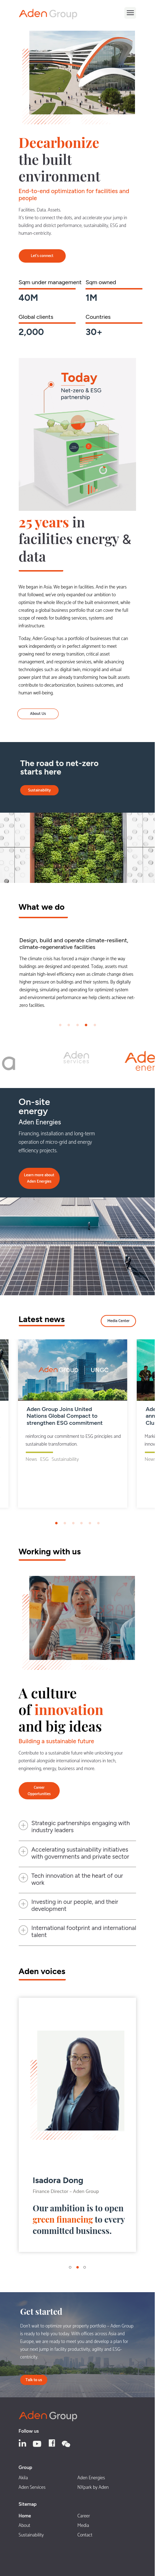 Aden Group
Decarbonize
the built
environment
End-to-end optimization for facilities and
people
Facilities. Data. Assets.
It's time to connect the dots, and accelerate your jump in
building and district performance, sustainability, ESG and
human-centricity.
Let's connect
Sqm under management
40M
Sqm owned
1M
Global clients
2,000
Countries
30+
Today
Net-zero & ESG
partnership
25 years in
facilities energy &
data
We began in Asia. We began in facilities. And in the years
that followed, we've only expanded our ambition to
optimize the whole lifecycle of the built environment, while
creating a global business partner that can cover the full
scope of needs for building services, systems and
infrastructure.
Today, Aden Group has a portfolio of businesses that can
work independently or in perfect alignment to meet
growing need for energy transition, critical asset
management, and responsive services, while advancing
technologies such as digital twin, microgrid and virtual
power plant that are already transforming how built assets
contribute to decarbonization, business outcomes, and
human well-being.
About Us
The road to net-zero
starts here
Sustainability
What we do
Design, build and operate climate-resilient,
climate-regenerative facilities
The climate crisis is forcing a major change in the way
buildings are designed and operated. Today, assets must
maintain high-level efficiency even as climate change places
higher pressures on buildings and their systems. By digitally
designing, simulating and optimizing for optimized system
and environmental performance we help clients achieve net-
zero facilities.
a
Aden
services
Aden
energ
On-site
energy
Aden Energies
Financing, installation and long-term
operation of micro-grid and energy
efficiency projects.
Learn more about
Aden Energies
Latest news
Media Center
Aden Group
UNGC
Aden Group Joins United
Nations Global Compact to
strengthen ESG commitment
reinforcing our commitment to ESG principles and
sustainable transformation
News ESG Sustainability
Ade
ann
Clu
Marke
innov
News
Working with us
A culture
of innovation
and big ideas
Building a sustainable future
Contribute to a sustainable future while unlocking your
potential alongside international innovators in tech,
engineering, energy, business and more.
Career
Opportunities
Strategic partnerships engaging with
industry leaders
Accelerating sustainability initiatives
with governments and private sector
Tech innovation at the heart of our
work
Investing in our people, and their
development
International footprint and international
talent
Aden voices
Isadora Dong
Finance Director – Aden Group
Our ambition is to open
green financing to every
committed business.
Get started
Don't wait to optimise your property portfolio – Aden Group
is ready to help you today. With offices across Asia and
Europe, we are ready to meet you and develop a plan for
your next jump in facility productivity, agility and ESG-
centricity.
Talk to us
Aden Group
Follow us
Group
Akila
Aden Energies
Aden Services
NXpark by Aden
Sitemap
Home
Career
About
Media
Sustainability
Contact